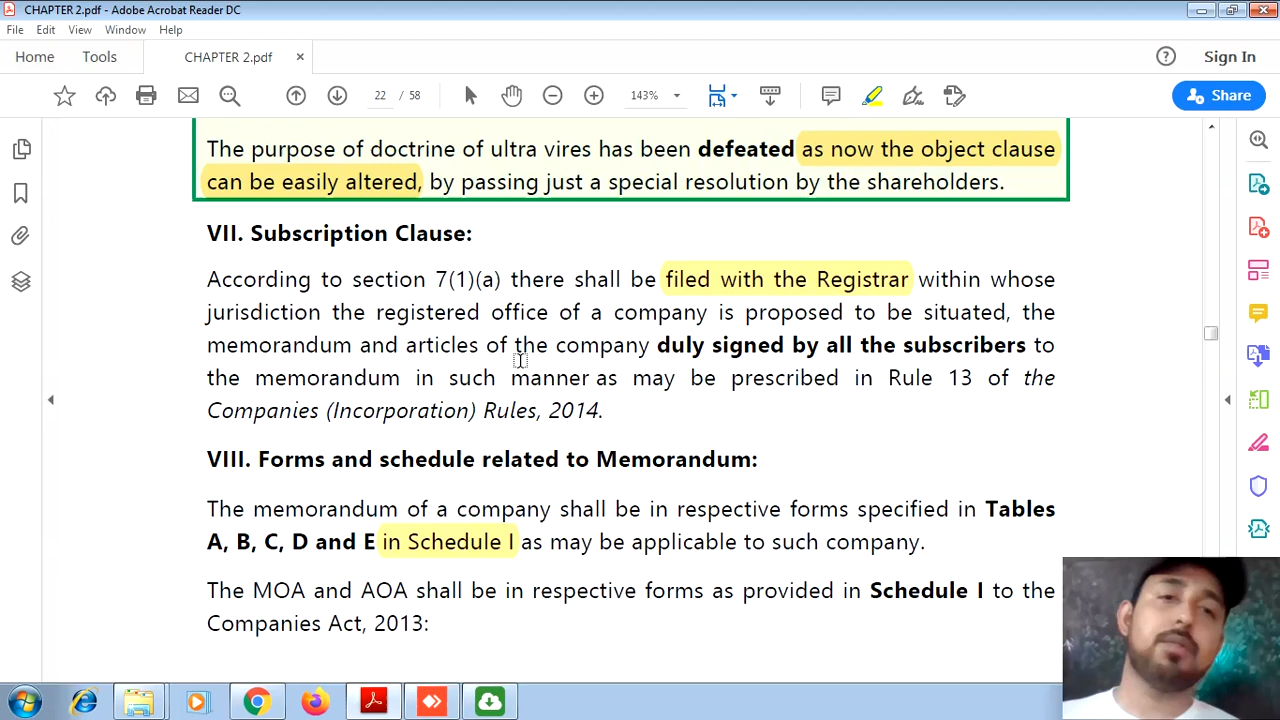 CHAPTER 2.pdf - Adobe Acrobat Reader DC
File Edit View Window Help
Home Tools CHAPTER 2.pdf × ? Sign In
22 / 58 143% Share
The purpose of doctrine of ultra vires has been defeated as now the object clause
can be easily altered, by passing just a special resolution by the shareholders.
VII. Subscription Clause:
According to section 7(1)(a) there shall be filed with the Registrar within whose
jurisdiction the registered office of a company is proposed to be situated, the
memorandum and articles of the company duly signed by all the subscribers to
the memorandum in such manner as may be prescribed in Rule 13 of the
Companies (Incorporation) Rules, 2014.
VIII. Forms and schedule related to Memorandum:
The memorandum of a company shall be in respective forms specified in Tables
A, B, C, D and E in Schedule I as may be applicable to such company.
The MOA and AOA shall be in respective forms as provided in Schedule I to the
Companies Act, 2013: